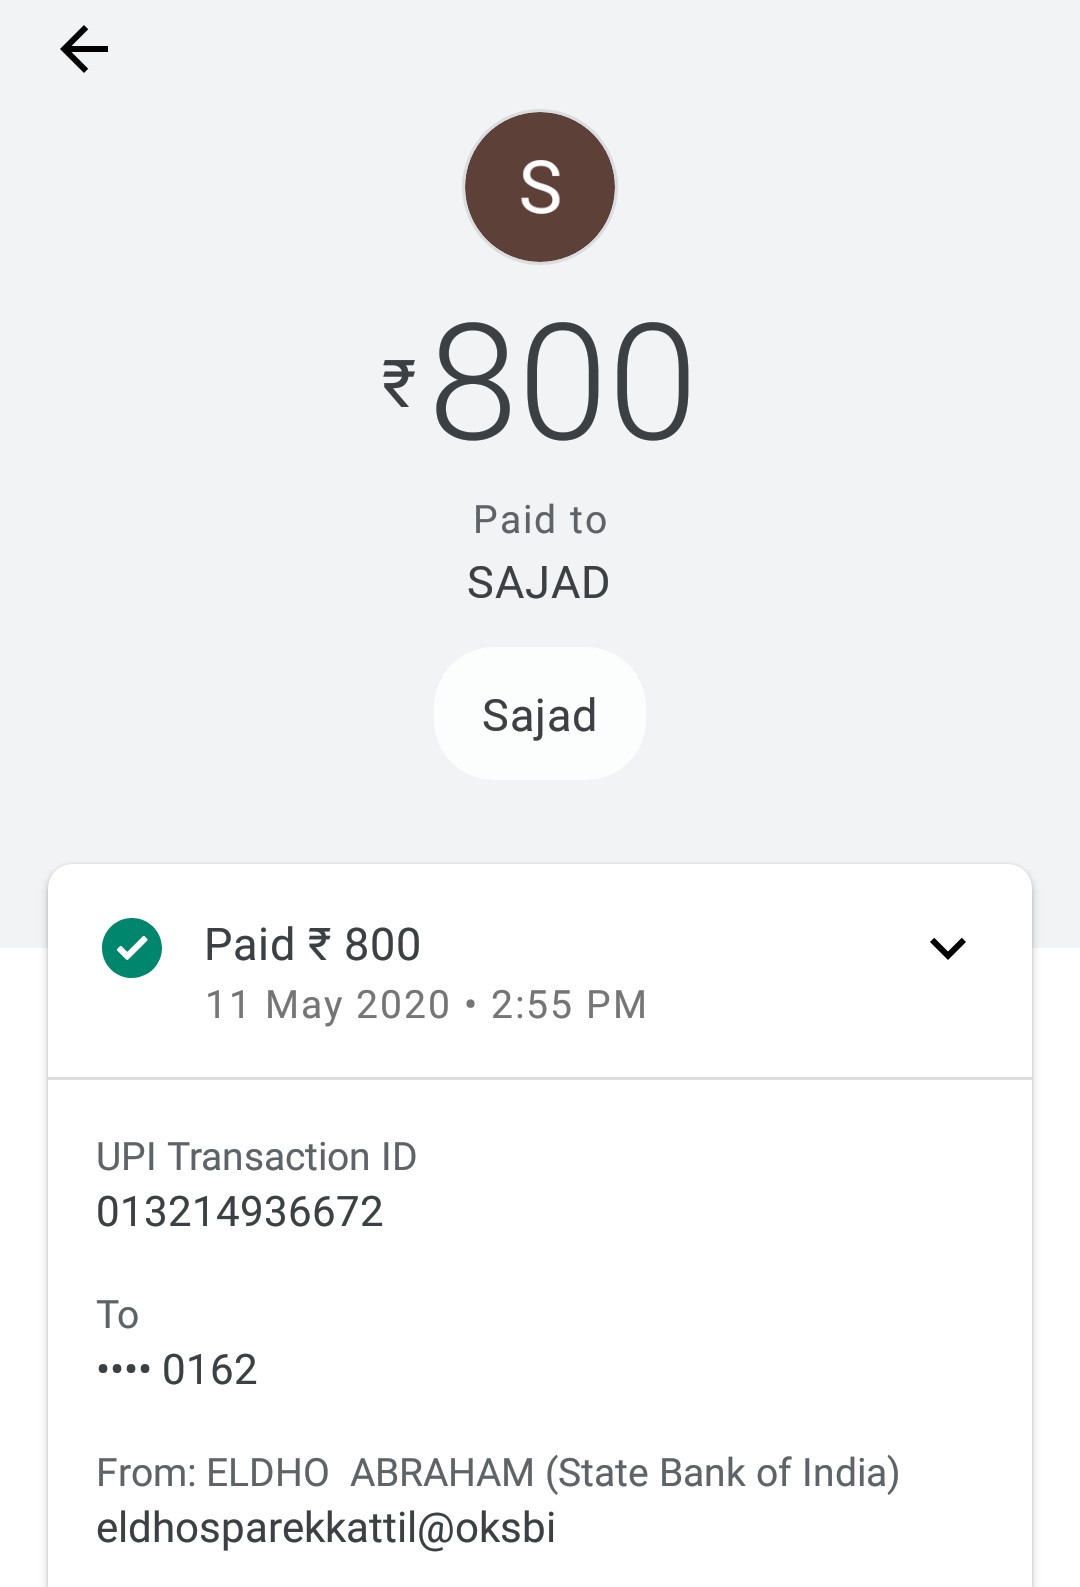 S
₹800
Paid to
SAJAD
Sajad
Paid ₹ 800
11 May 2020 • 2:55 PM
UPI Transaction ID
013214936672
To
•••• 0162
From: ELDHO  ABRAHAM (State Bank of India)
eldhosparekkattil@oksbi